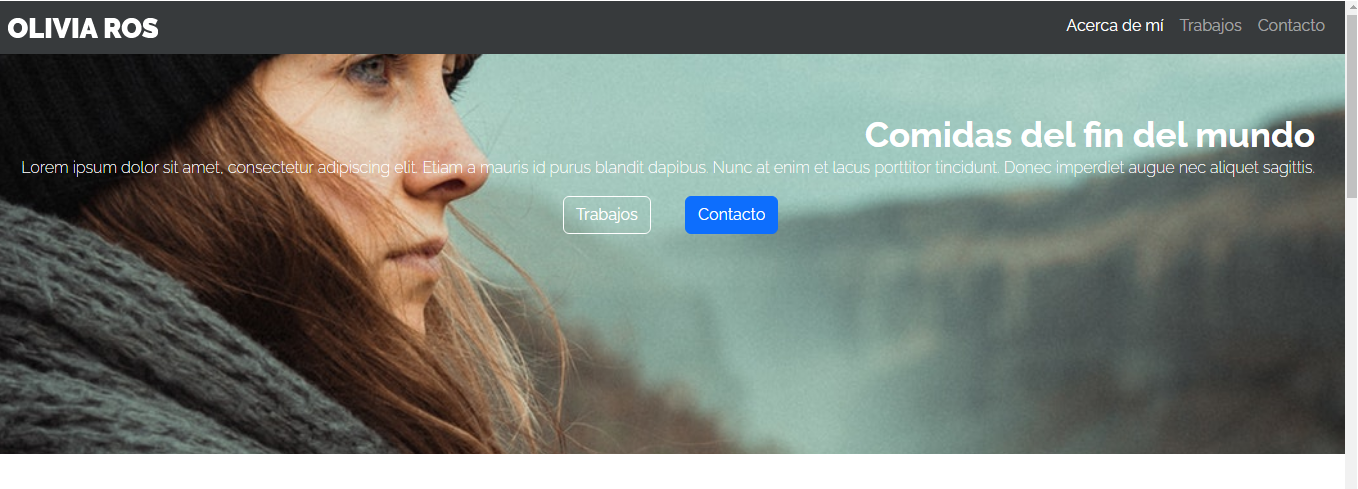 OLIVIA ROS
Acerca de mí Trabajos Contacto
Comidas del fin del mundo
Lorem ipsum dolor sit amet, consectetur adipiscing elit. Etiam a mauris id purus blandit dapibus. Nunc at enim et lacus porttitor tincidunt. Donec imperdiet augue nec aliquet sagittis.
Trabajos Contacto